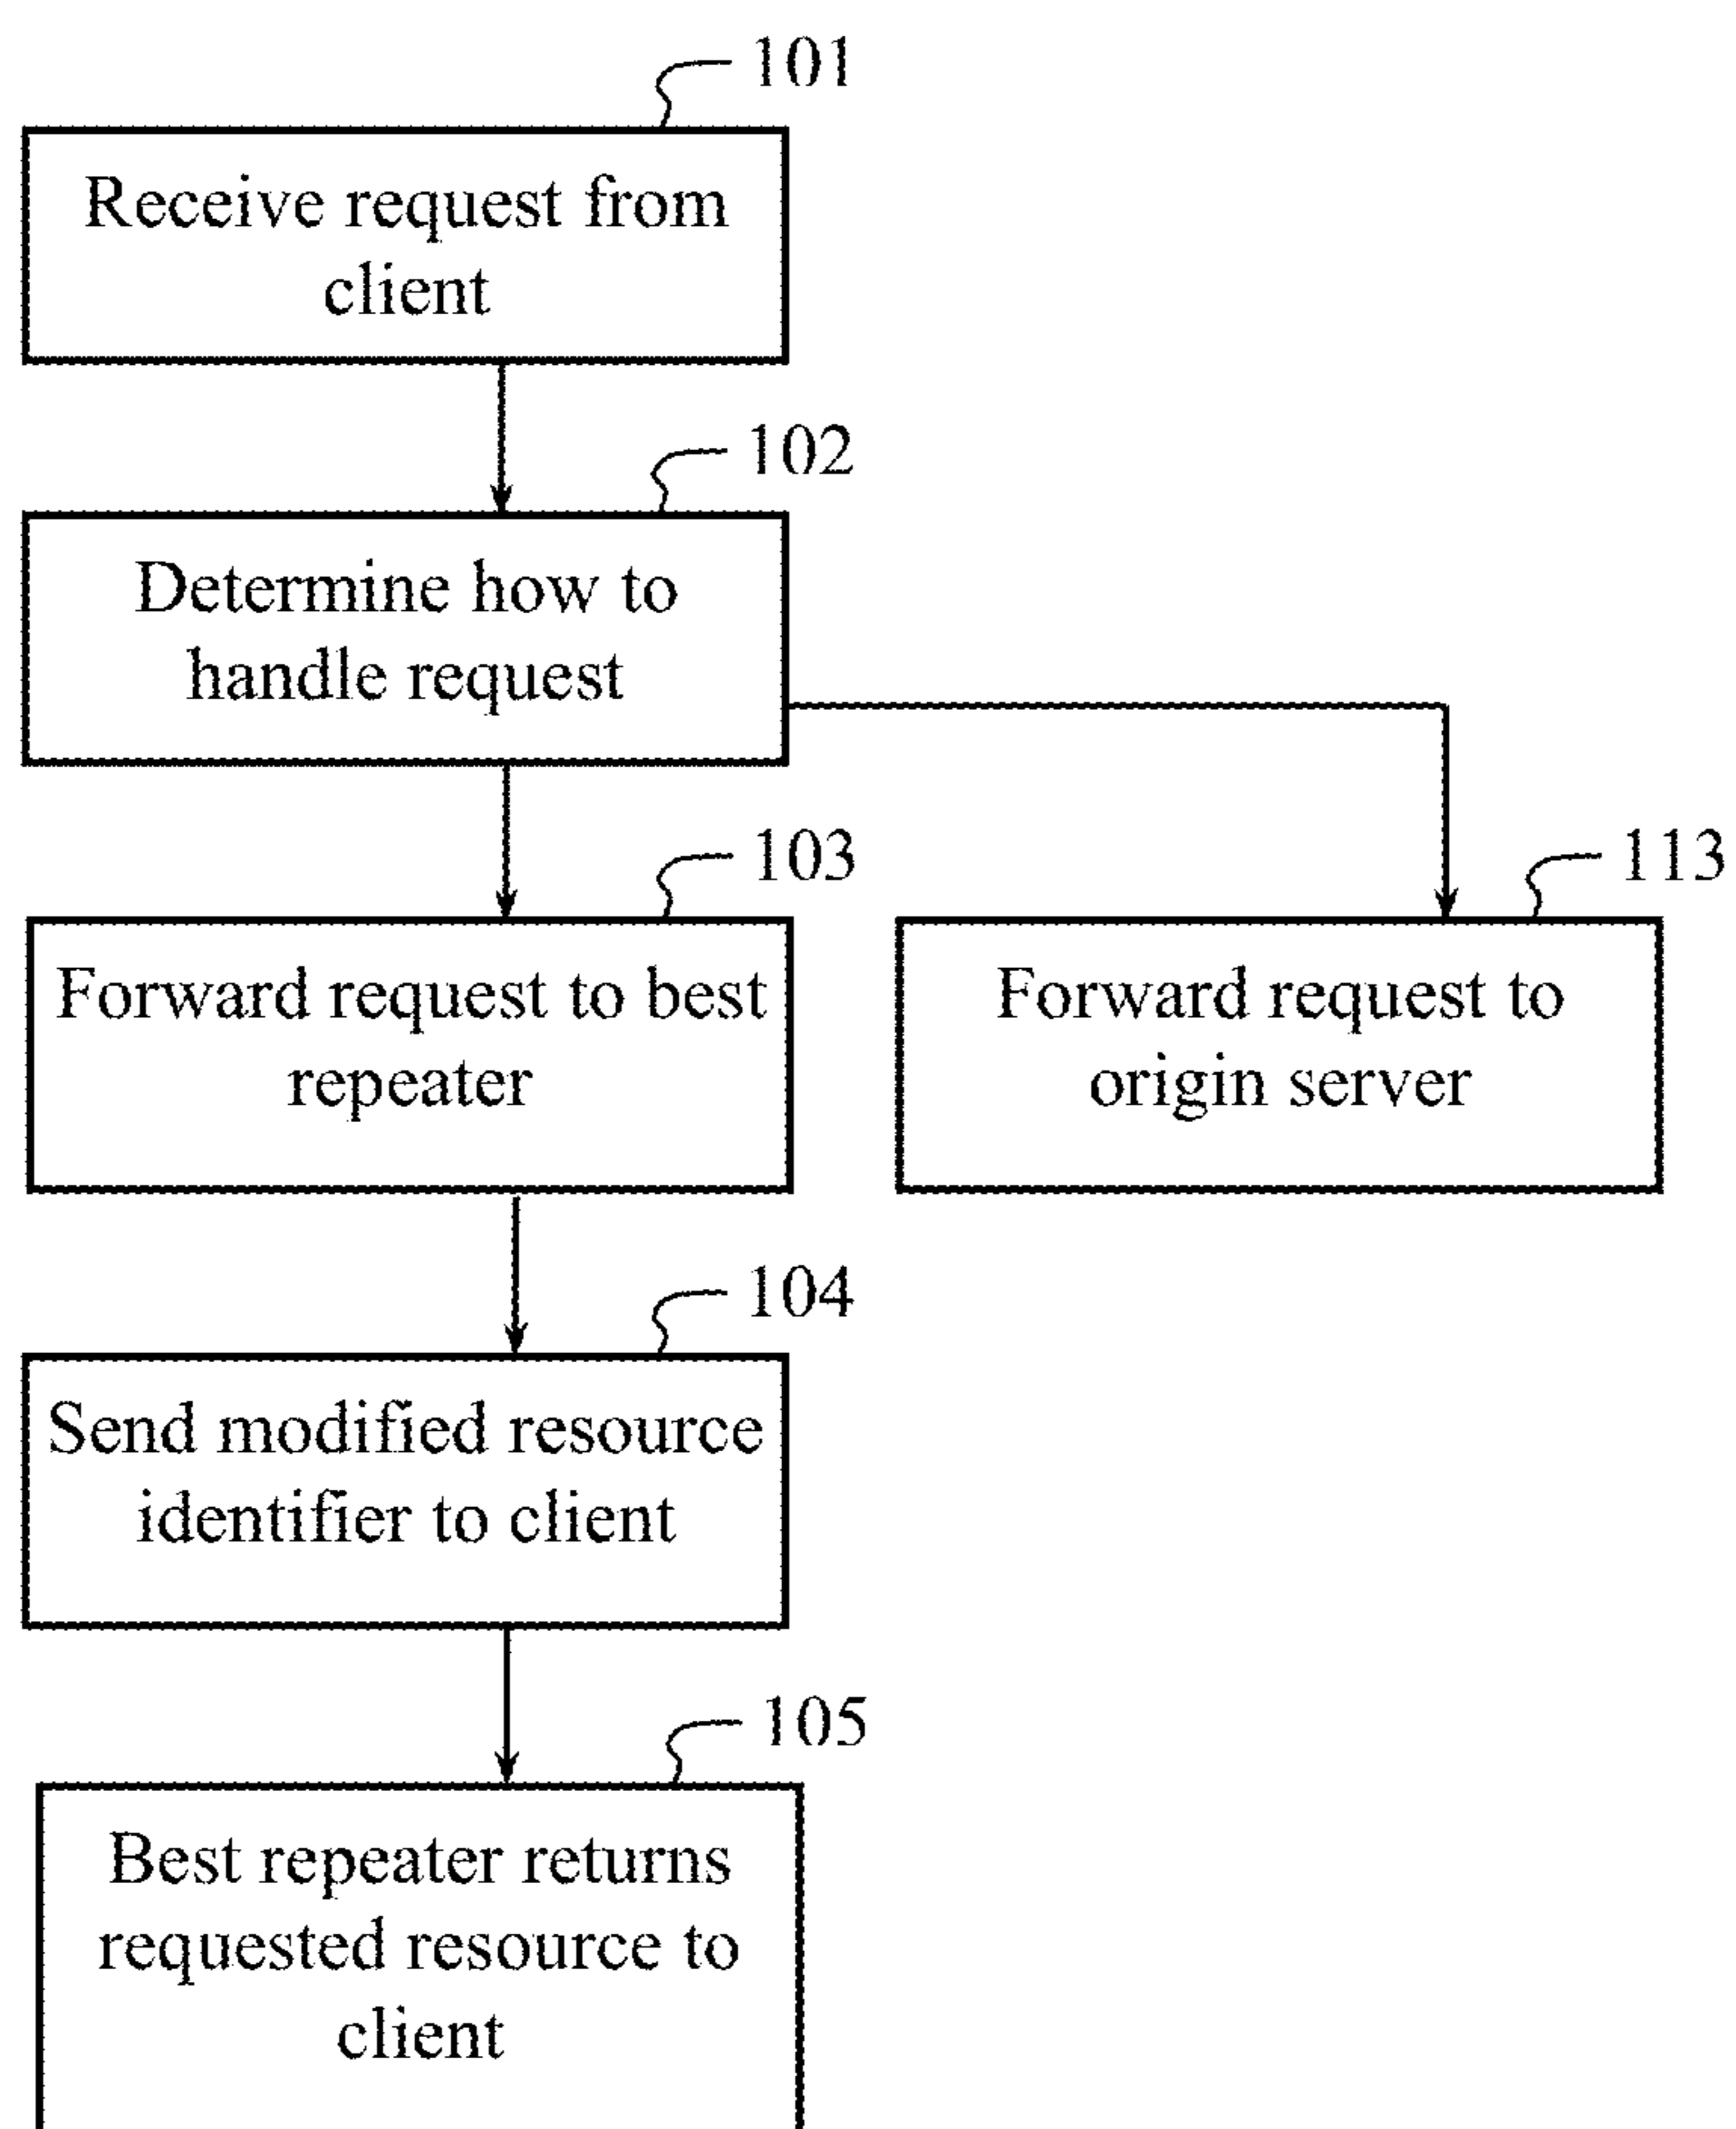 101
Receive request from
client
102
Determine how to
handle request
103
Forward request to best
repeater
113
Forward request to
origin server
104
Send modified resource
identifier to client
105
Best repeater returns
requested resource to
client